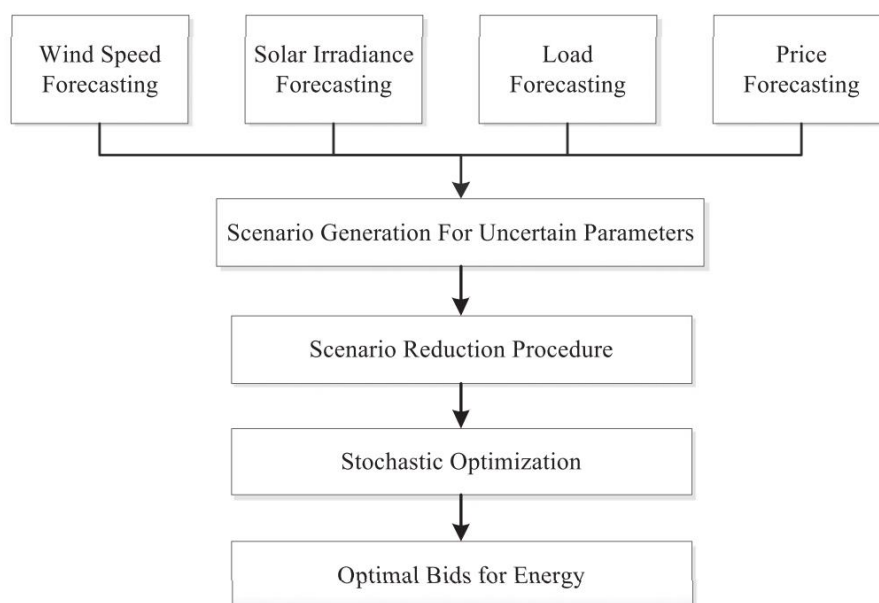 Wind Speed
Forecasting
Solar Irradiance
Forecasting
Load
Forecasting
Price
Forecasting
Scenario Generation For Uncertain Parameters
Scenario Reduction Procedure
Stochastic Optimization
Optimal Bids for Energy